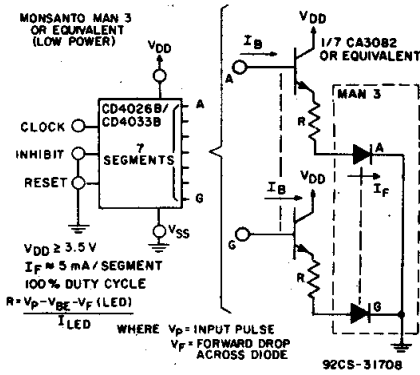 MONSANTO MAN 3
OR EQUIVALENT
(LOW POWER)
VDD
CD4026B/
CD4033B
7
SEGMENTS
A
G
CLOCK
INHIBIT
RESET
VSS
VDD ≥ 3.5 V
IF ≈ 5 mA/SEGMENT
100% DUTY CYCLE
R = VP-VBE-VF (LED)
ILED
WHERE VP = INPUT PULSE
VF = FORWARD DROP
ACROSS DIODE
VDD
IB
A
1/7 CA3082
OR EQUIVALENT
R
MAN 3
A
IF
VDD
IB
G
R
G
92CS-31708